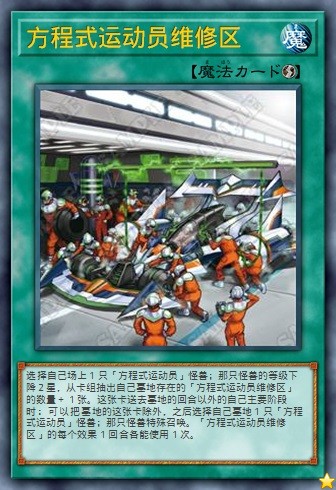 方程式运动员维修区
魔
【魔法カード】
选择自己场上1只「方程式运动员」怪兽；那只怪兽的等级下
降2星，从卡组抽出自己墓地存在的「方程式运动员维修区」
的数量＋1张。这张卡送去墓地的回合以外的自己主要阶段
时：可以把墓地的这张卡除外，之后选择自己墓地1只「方程
式运动员」怪兽；那只怪兽特殊召唤。「方程式运动员维修
区」的每个效果1回合各能使用1次。